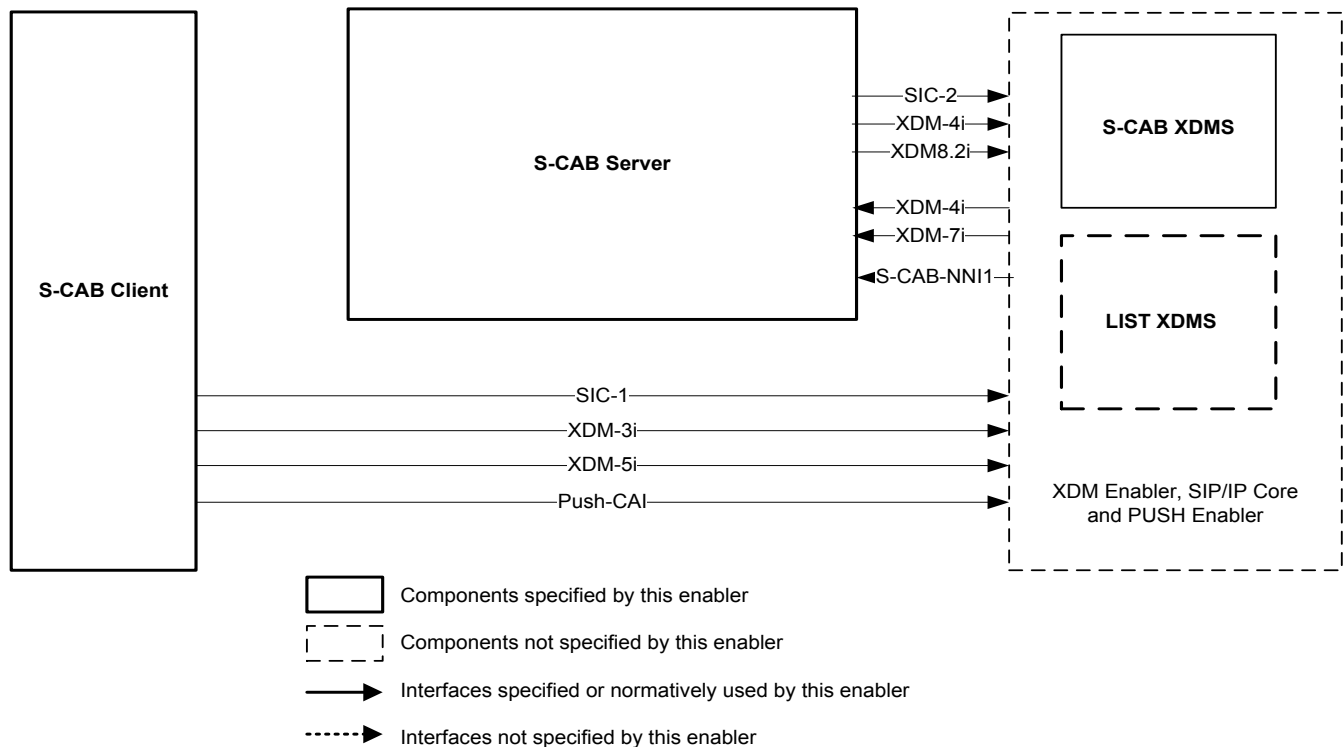 S-CAB Client
S-CAB Server
SIC-2
XDM-4i
XDM8.2i
XDM-4i
XDM-7i
S-CAB-NNI1
S-CAB XDMS
LIST XDMS
XDM Enabler, SIP/IP Core
and PUSH Enabler
SIC-1
XDM-3i
XDM-5i
Push-CAI
Components specified by this enabler
Components not specified by this enabler
Interfaces specified or normatively used by this enabler
Interfaces not specified by this enabler